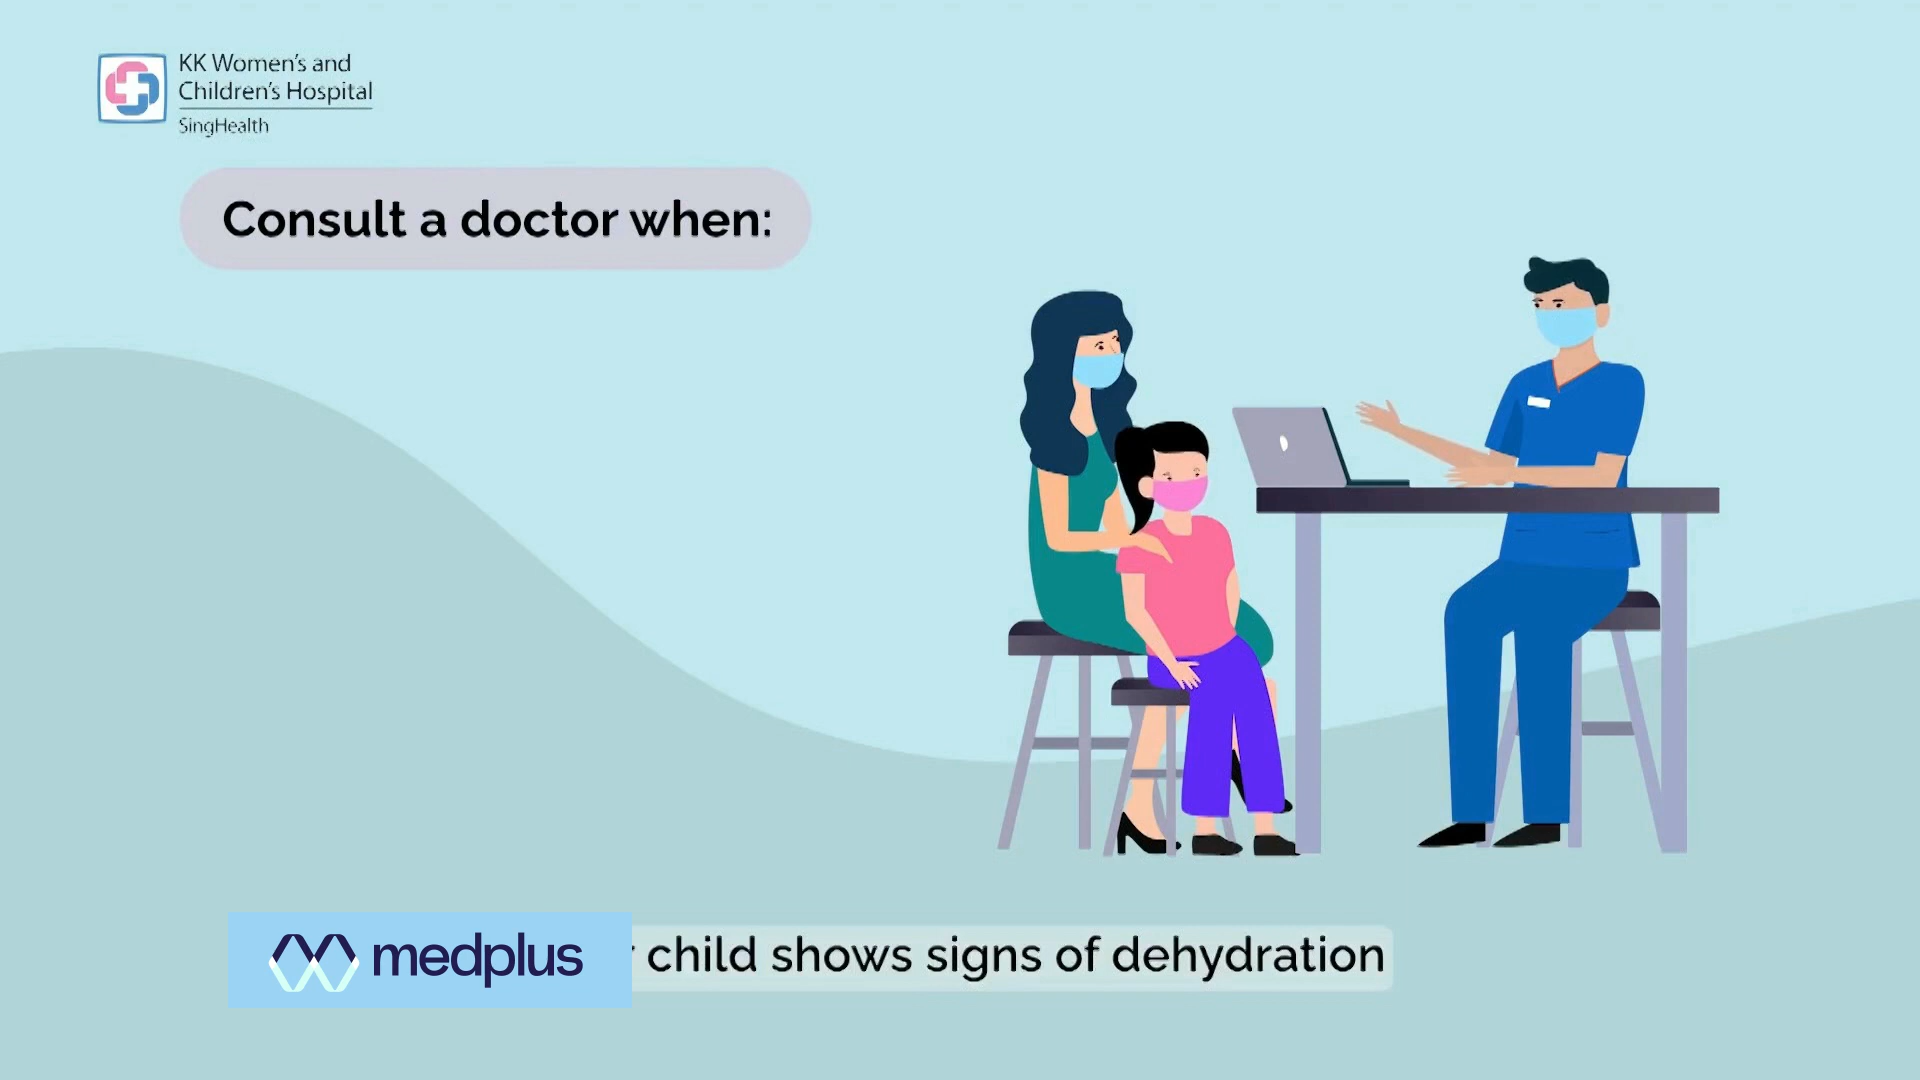 KK Women's and
Children's Hospital
SingHealth
Consult a doctor when:
medplus
child shows signs of dehydration